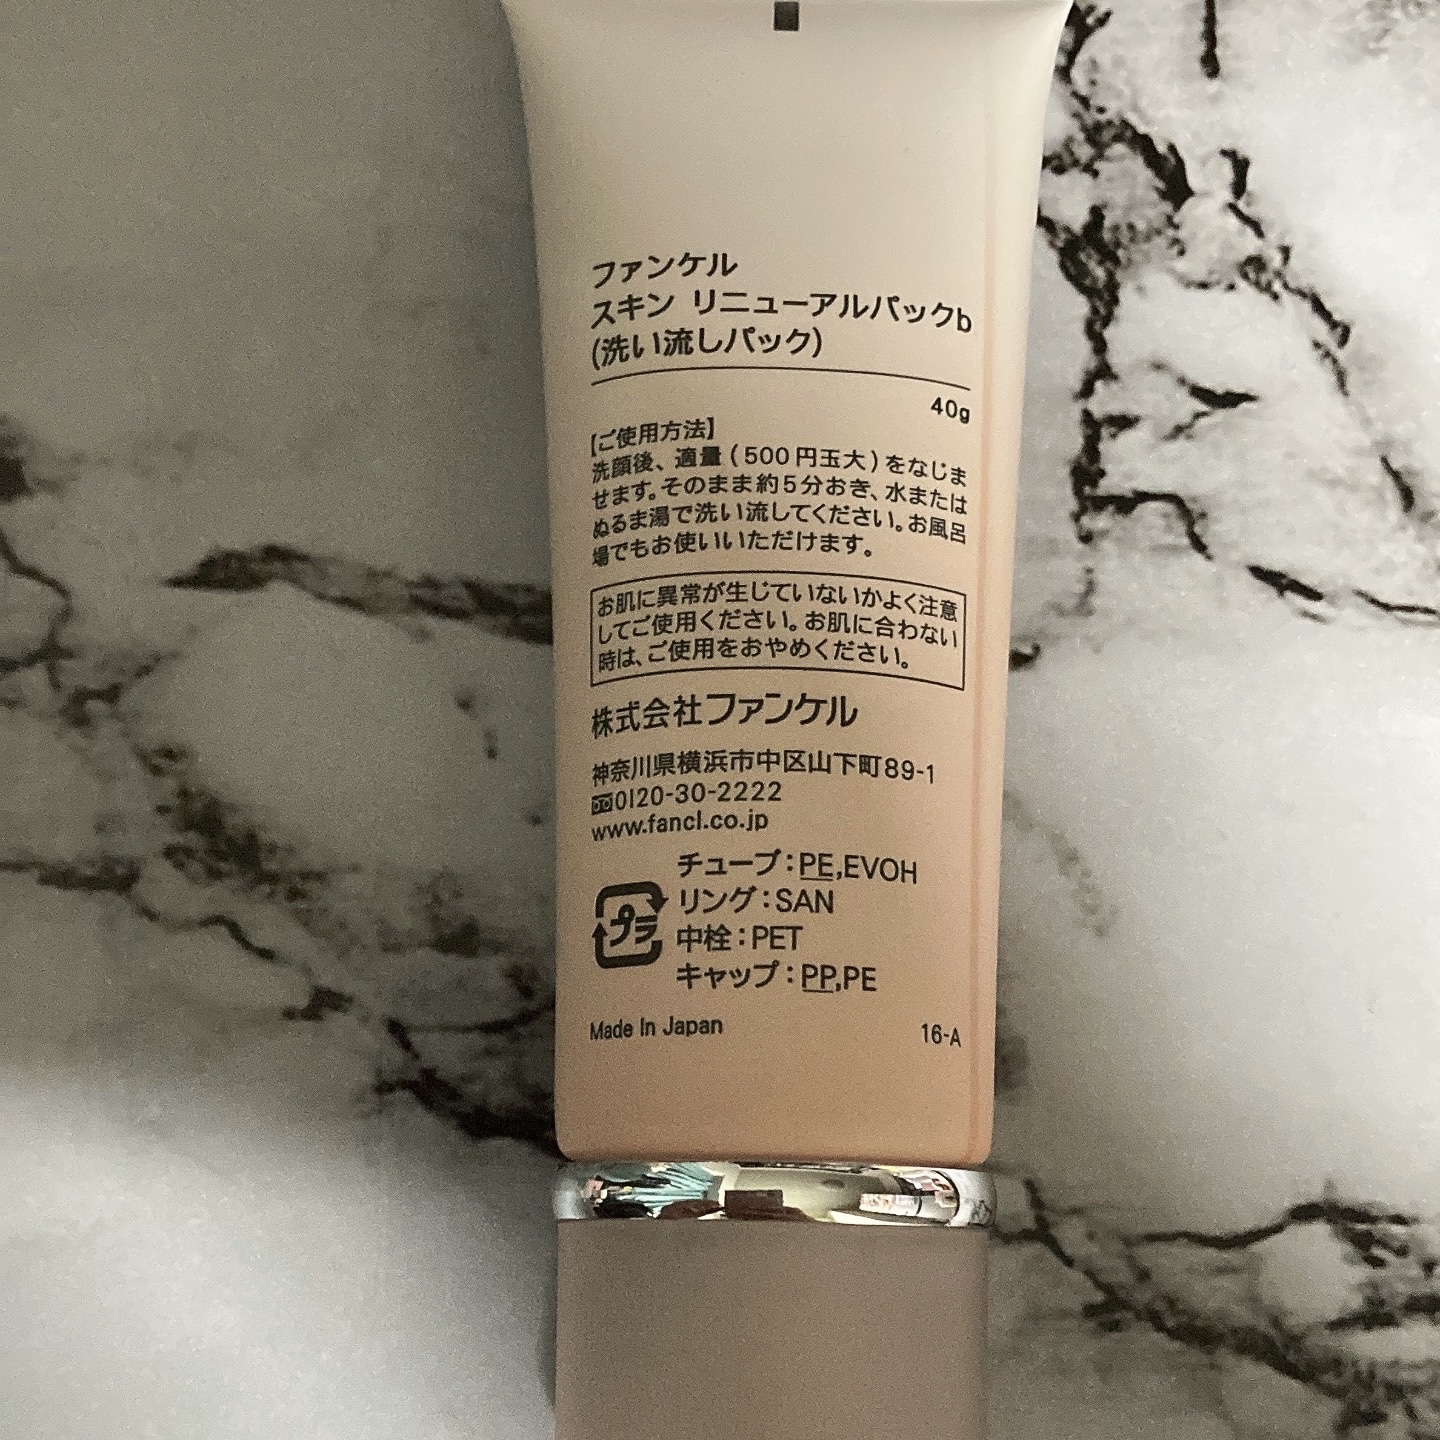 ファンケル
スキン リニューアルパックb
(洗い流しパック)
40g
【ご使用方法】
洗顔後、適量(500円玉大)をなじま
せます。そのまま約5分おき、水または
ぬるま湯で洗い流してください。お風呂
場でもお使いいただけます。
お肌に異常が生じていないかよく注意
してご使用ください。お肌に合わない
時は、ご使用をおやめください。
株式会社ファンケル
神奈川県横浜市中区山下町89-1
0120-30-2222
www.fancl.co.jp
チューブ:PE,EVOH
プラ リング:SAN
中栓:PET
キャップ:PP,PE
Made In Japan 16-A